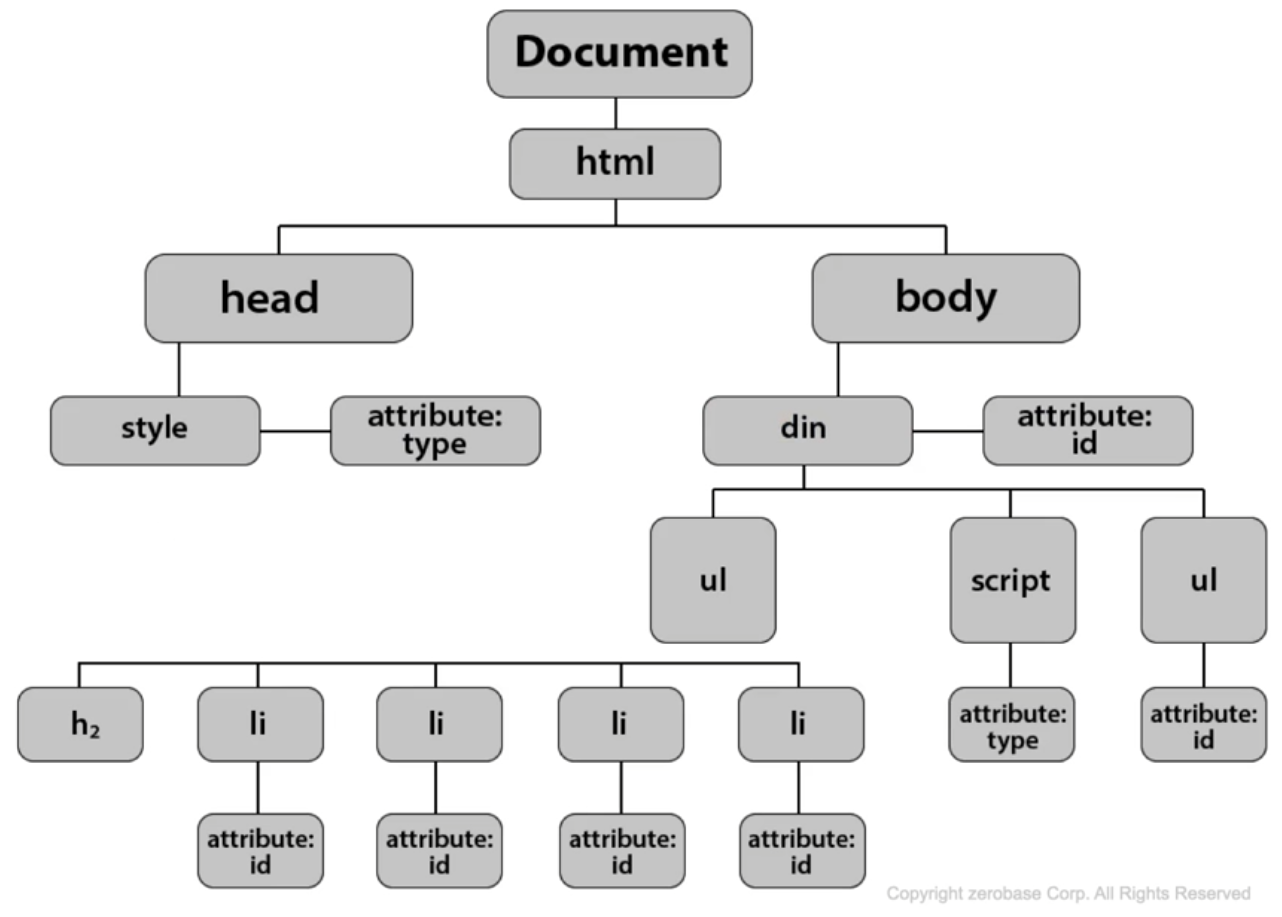 Document
html
head
body
style
attribute:
type
din
attribute:
id
ul
script
ul
h₂
li
li
li
li
attribute:
type
attribute:
id
attribute:
id
attribute:
id
attribute:
id
attribute:
id
Copyright zerobase Corp. All Rights Reserved